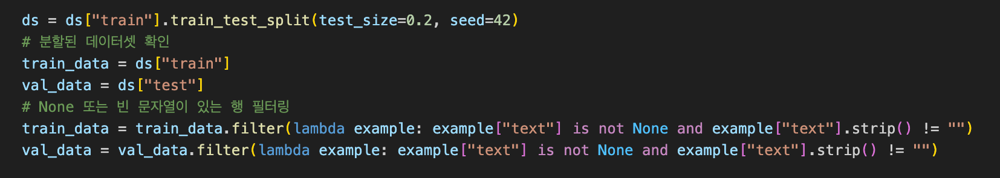 ds = ds["train"].train_test_split(test_size=0.2, seed=42)
# 분할된 데이터셋 확인
train_data = ds["train"]
val_data = ds["test"]
# None 또는 빈 문자열이 있는 행 필터링
train_data = train_data.filter(lambda example: example["text"] is not None and example["text"].strip() != "")
val_data = val_data.filter(lambda example: example["text"] is not None and example["text"].strip() != "")